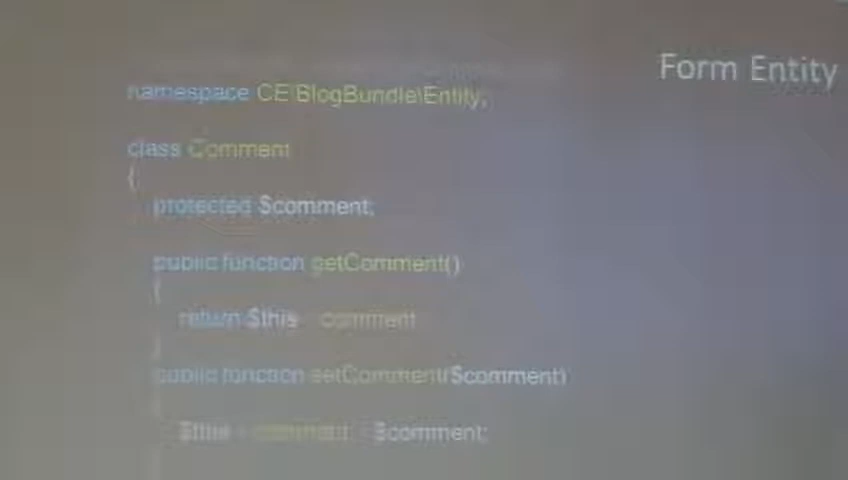 Form Entity
namespace CE\BlogBundle\Entity;
class Comment
{
protected $comment;
public function getComment()
{
return $this comment
public function setComment($comment)
$this comment $comment;